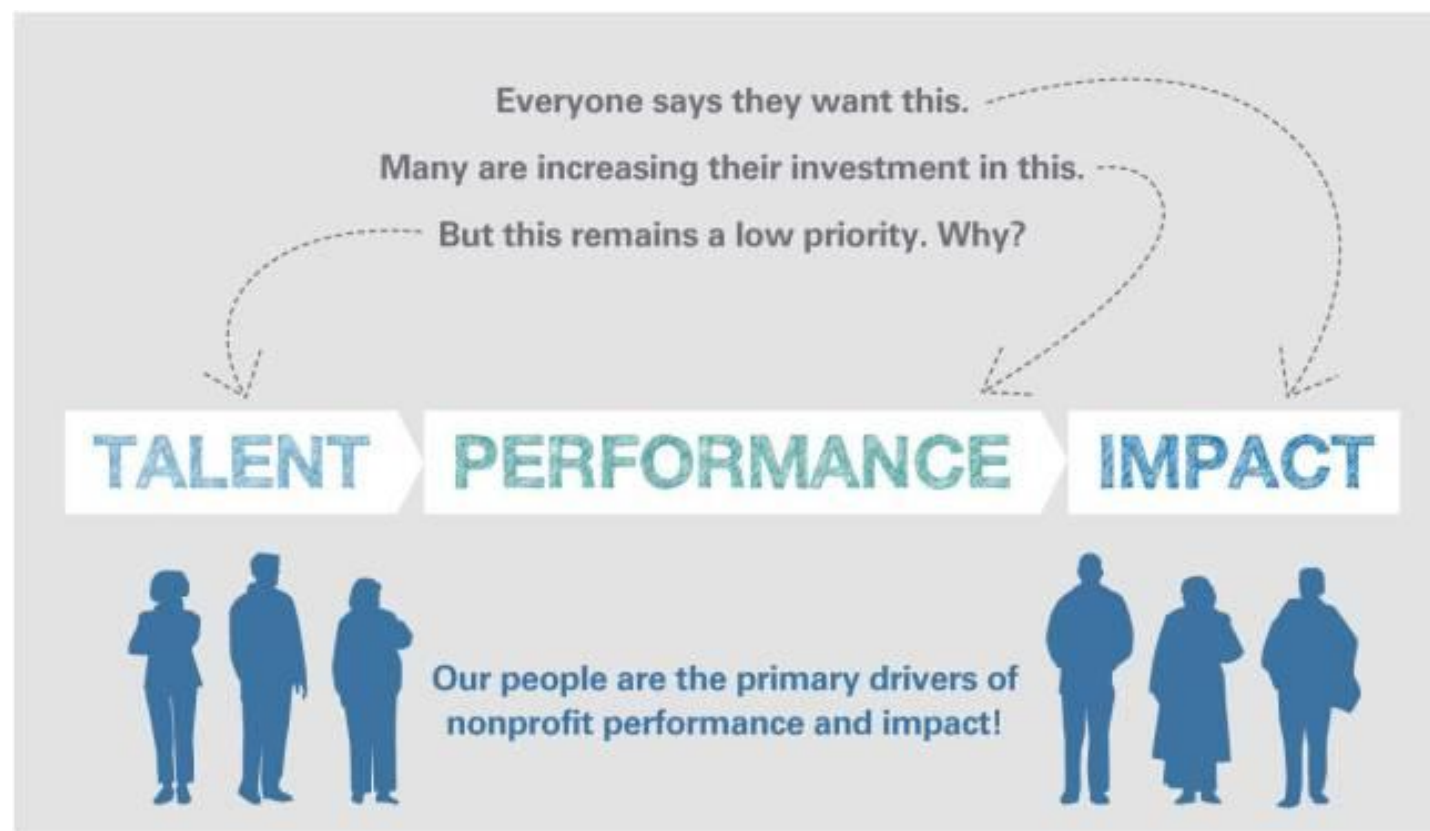 Everyone says they want this.
Many are increasing their investment in this.
But this remains a low priority. Why?
TALENT PERFORMANCE IMPACT
Our people are the primary drivers of
nonprofit performance and impact!